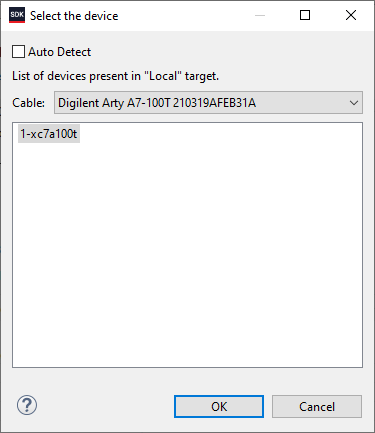 SDK Select the device
Auto Detect
List of devices present in "Local" target.
Cable: Digilent Arty A7-100T 210319AFEB31A
1-xc7a100t
?
OK Cancel